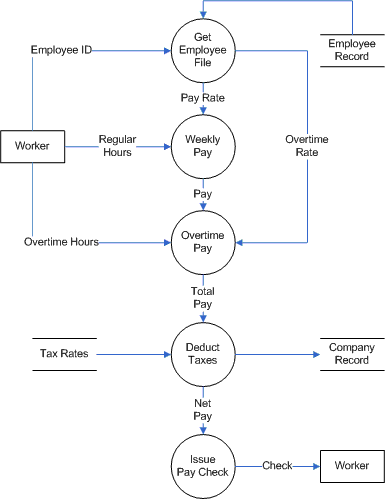 Get
Employee
File
Employee ID
Employee
Record
Pay Rate
Worker
Regular
Hours
Weekly
Pay
Overtime
Rate
Pay
Overtime Hours
Overtime
Pay
Total
Pay
Tax Rates
Deduct
Taxes
Company
Record
Net
Pay
Issue
Pay Check
Check
Worker